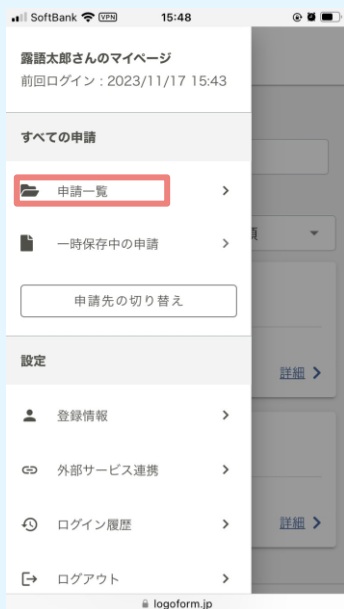 SoftBank VPN 15:48
露語太郎さんのマイページ
前回ログイン：2023/11/17 15:43
すべての申請
申請一覧
一時保存中の申請
申請先の切り替え
設定
詳細
登録情報
外部サービス連携
ログイン履歴
詳細
ログアウト
logoform.jp